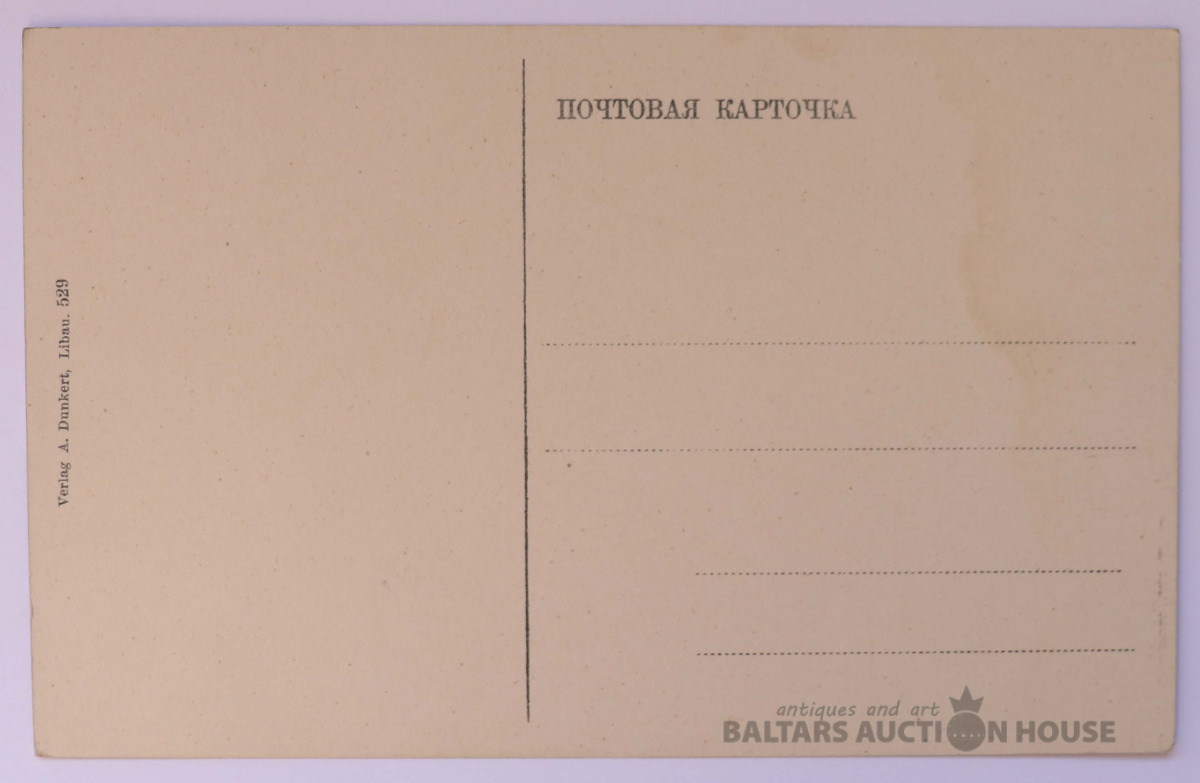 ПОЧТОВАЯ КАРТОЧКА
Verlag A. Dunkert, Libau. 529
antiques and art
BALTARS AUCTION HOUSE